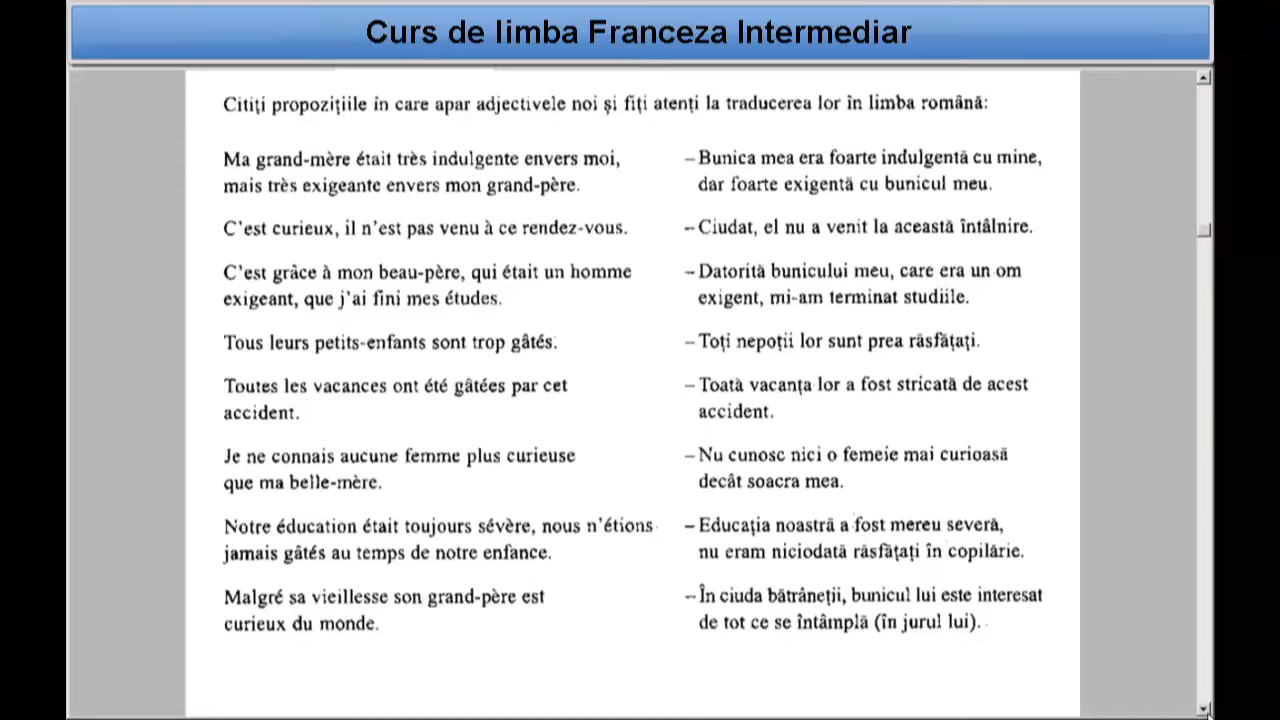 Curs de limba Franceza Intermediar
Citiți propozițiile in care apar adjectivele noi și fiți atenți la traducerea lor în limba română:
Ma grand-mère était très indulgente envers moi,
mais très exigeante envers mon grand-père.
– Bunica mea era foarte indulgentă cu mine,
dar foarte exigentă cu bunicul meu.
C'est curieux, il n'est pas venu à ce rendez-vous.
– Ciudat, el nu a venit la această întâlnire.
C'est grâce à mon beau-père, qui était un homme
exigeant, que j'ai fini mes études.
– Datorită bunicului meu, care era un om
exigent, mi-am terminat studiile.
Tous leurs petits-enfants sont trop gâtés.
– Toți nepoții lor sunt prea răsfățați.
Toutes les vacances ont été gâtées par cet
accident.
– Toată vacanța lor a fost stricată de acest
accident.
Je ne connais aucune femme plus curieuse
que ma belle-mère.
– Nu cunosc nici o femeie mai curioasă
decât soacra mea.
Notre éducation était toujours sévère, nous n'étions
jamais gâtés au temps de notre enfance.
– Educația noastră a fost mereu severă,
nu eram niciodată răsfățați în copilărie.
Malgré sa vieillesse son grand-père est
curieux du monde.
– În ciuda bătrâneții, bunicul lui este interesat
de tot ce se întâmplă (în jurul lui).